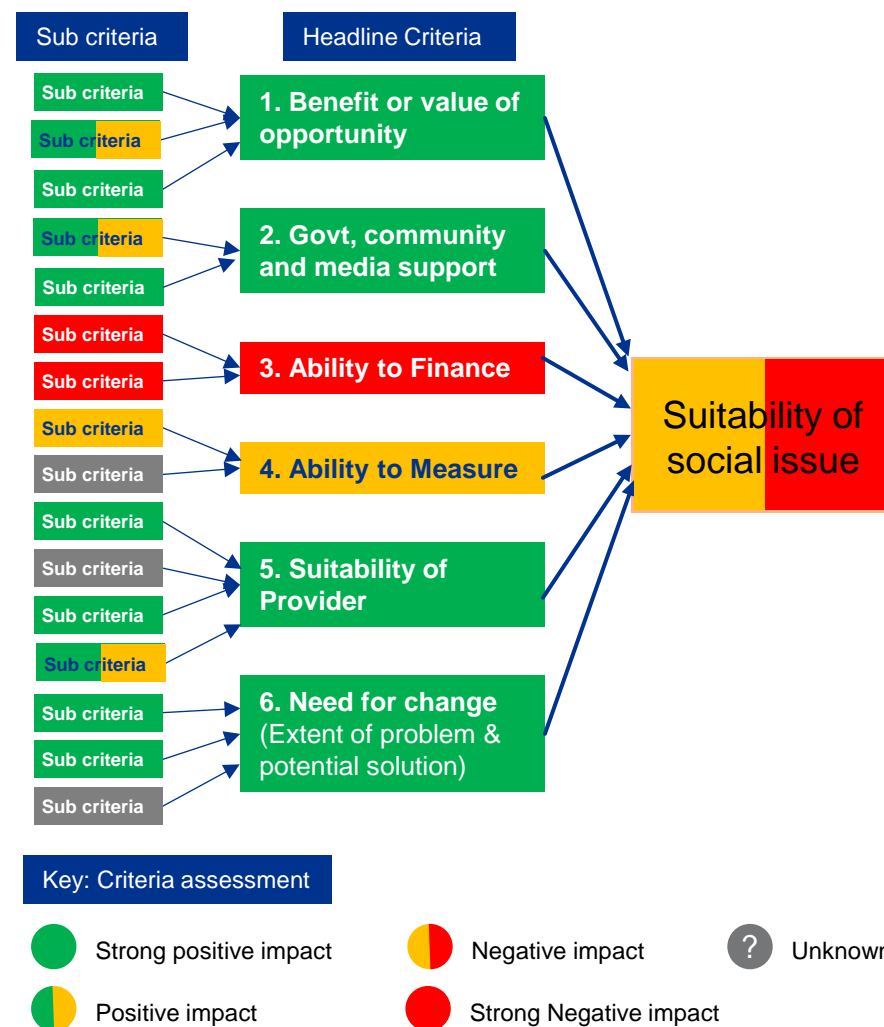 Sub criteria
Headline Criteria
Sub criteria
Sub criteria
Sub criteria
1. Benefit or value of
opportunity
Sub criteria
Sub criteria
2. Govt, community
and media support
Sub criteria
Sub criteria
3. Ability to Finance
Sub criteria
Sub criteria
4. Ability to Measure
Sub criteria
Sub criteria
Sub criteria
Sub criteria
5. Suitability of
Provider
Sub criteria
Sub criteria
Sub criteria
6. Need for change
(Extent of problem &
potential solution)
Suitability of
social issue
Key: Criteria assessment
Strong positive impact
Negative impact
?
Unknown
Positive impact
Strong Negative impact